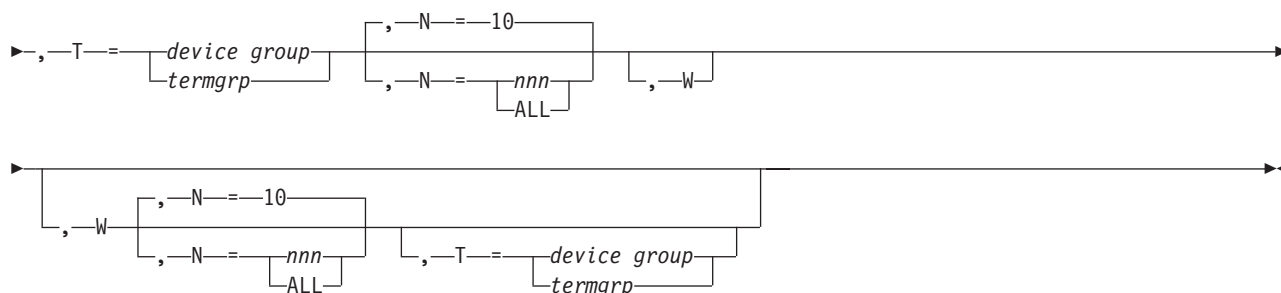 , N = 10
, T = device group , N = nnn , W
termgrp ALL
, N = 10
, W , N = nnn , T = device group
ALL termgrp